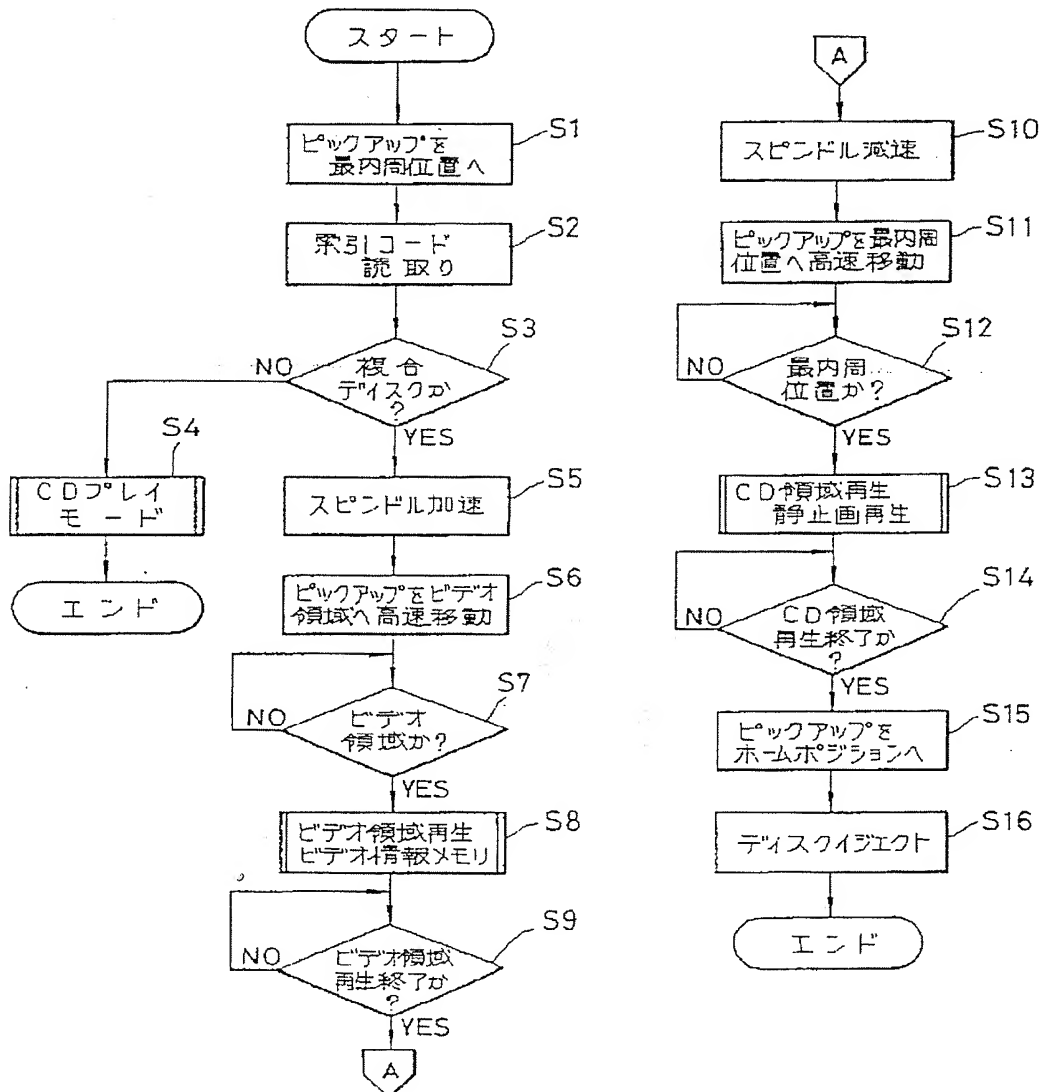 スタート
S1
ピックアップを
最内周位置へ
S2
索引コード
読取り
S3
複合
ディスクか
?
NO
YES
S4
CDプレイ
モード
エンド
S5
スピンドル加速
S6
ピックアップをビデオ
領域へ高速移動
S7
ビデオ
領域か?
NO
YES
S8
ビデオ領域再生
ビデオ情報メモリ
S9
ビデオ領域
再生終了か
?
NO
YES
A
A
S10
スピンドル減速
S11
ピックアップを最内周
位置へ高速移動
S12
最内周
位置か?
NO
YES
S13
CD領域再生
静止画再生
S14
CD領域
再生終了か
?
NO
YES
S15
ピックアップを
ホームポジションへ
S16
ディスクイジェクト
エンド